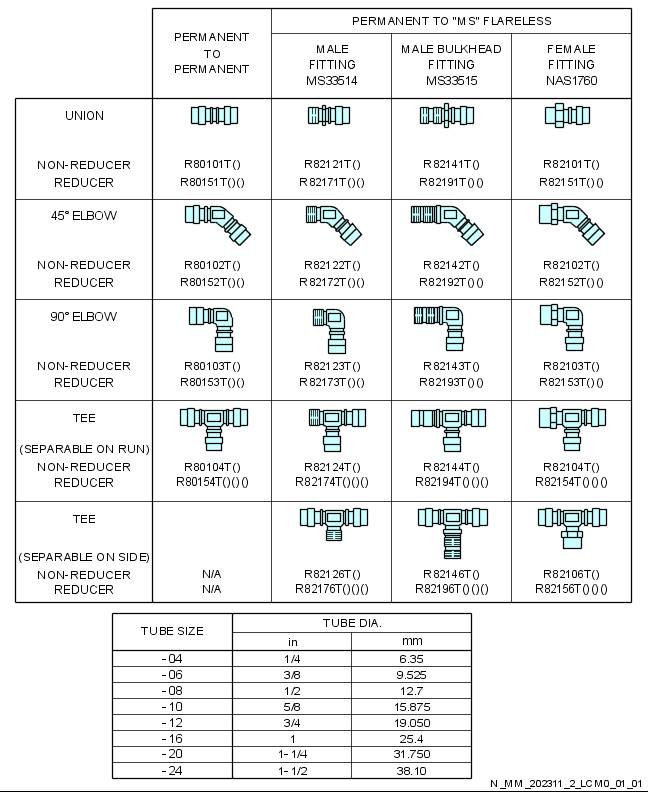 PERMANENT TO "MS" FLARELESS
PERMANENT
TO
PERMANENT
MALE
FITTING
MS33514
MALE BULKHEAD
FITTING
MS33515
FEMALE
FITTING
NAS1760
UNION
NON-REDUCER R80101T() R82121T() R82141T() R82101T()
REDUCER R80151T()() R82171T()() R82191T()() R82151T()()
45° ELBOW
NON-REDUCER R80102T() R82122T() R82142T() R82102T()
REDUCER R80152T()() R82172T()() R82192T()() R82152T()()
90° ELBOW
NON-REDUCER R80103T() R82123T() R82143T() R82103T()
REDUCER R80153T()() R82173T()() R82193T()() R82153T()()
TEE
(SEPARABLE ON RUN)
NON-REDUCER R80104T() R82124T() R82144T() R82104T()
REDUCER R80154T()()() R82174T()()() R82194T()()() R82154T()()()
TEE
(SEPARABLE ON SIDE)
NON-REDUCER N/A R82126T() R82146T() R82106T()
REDUCER N/A R82176T()()() R82196T()()() R82156T()()()
TUBE SIZE TUBE DIA.
in mm
-04 1/4 6.35
-06 3/8 9.525
-08 1/2 12.7
-10 5/8 15.875
-12 3/4 19.050
-16 1 25.4
-20 1-1/4 31.750
-24 1-1/2 38.10
N_MM_202311_2_LCM0_01_01